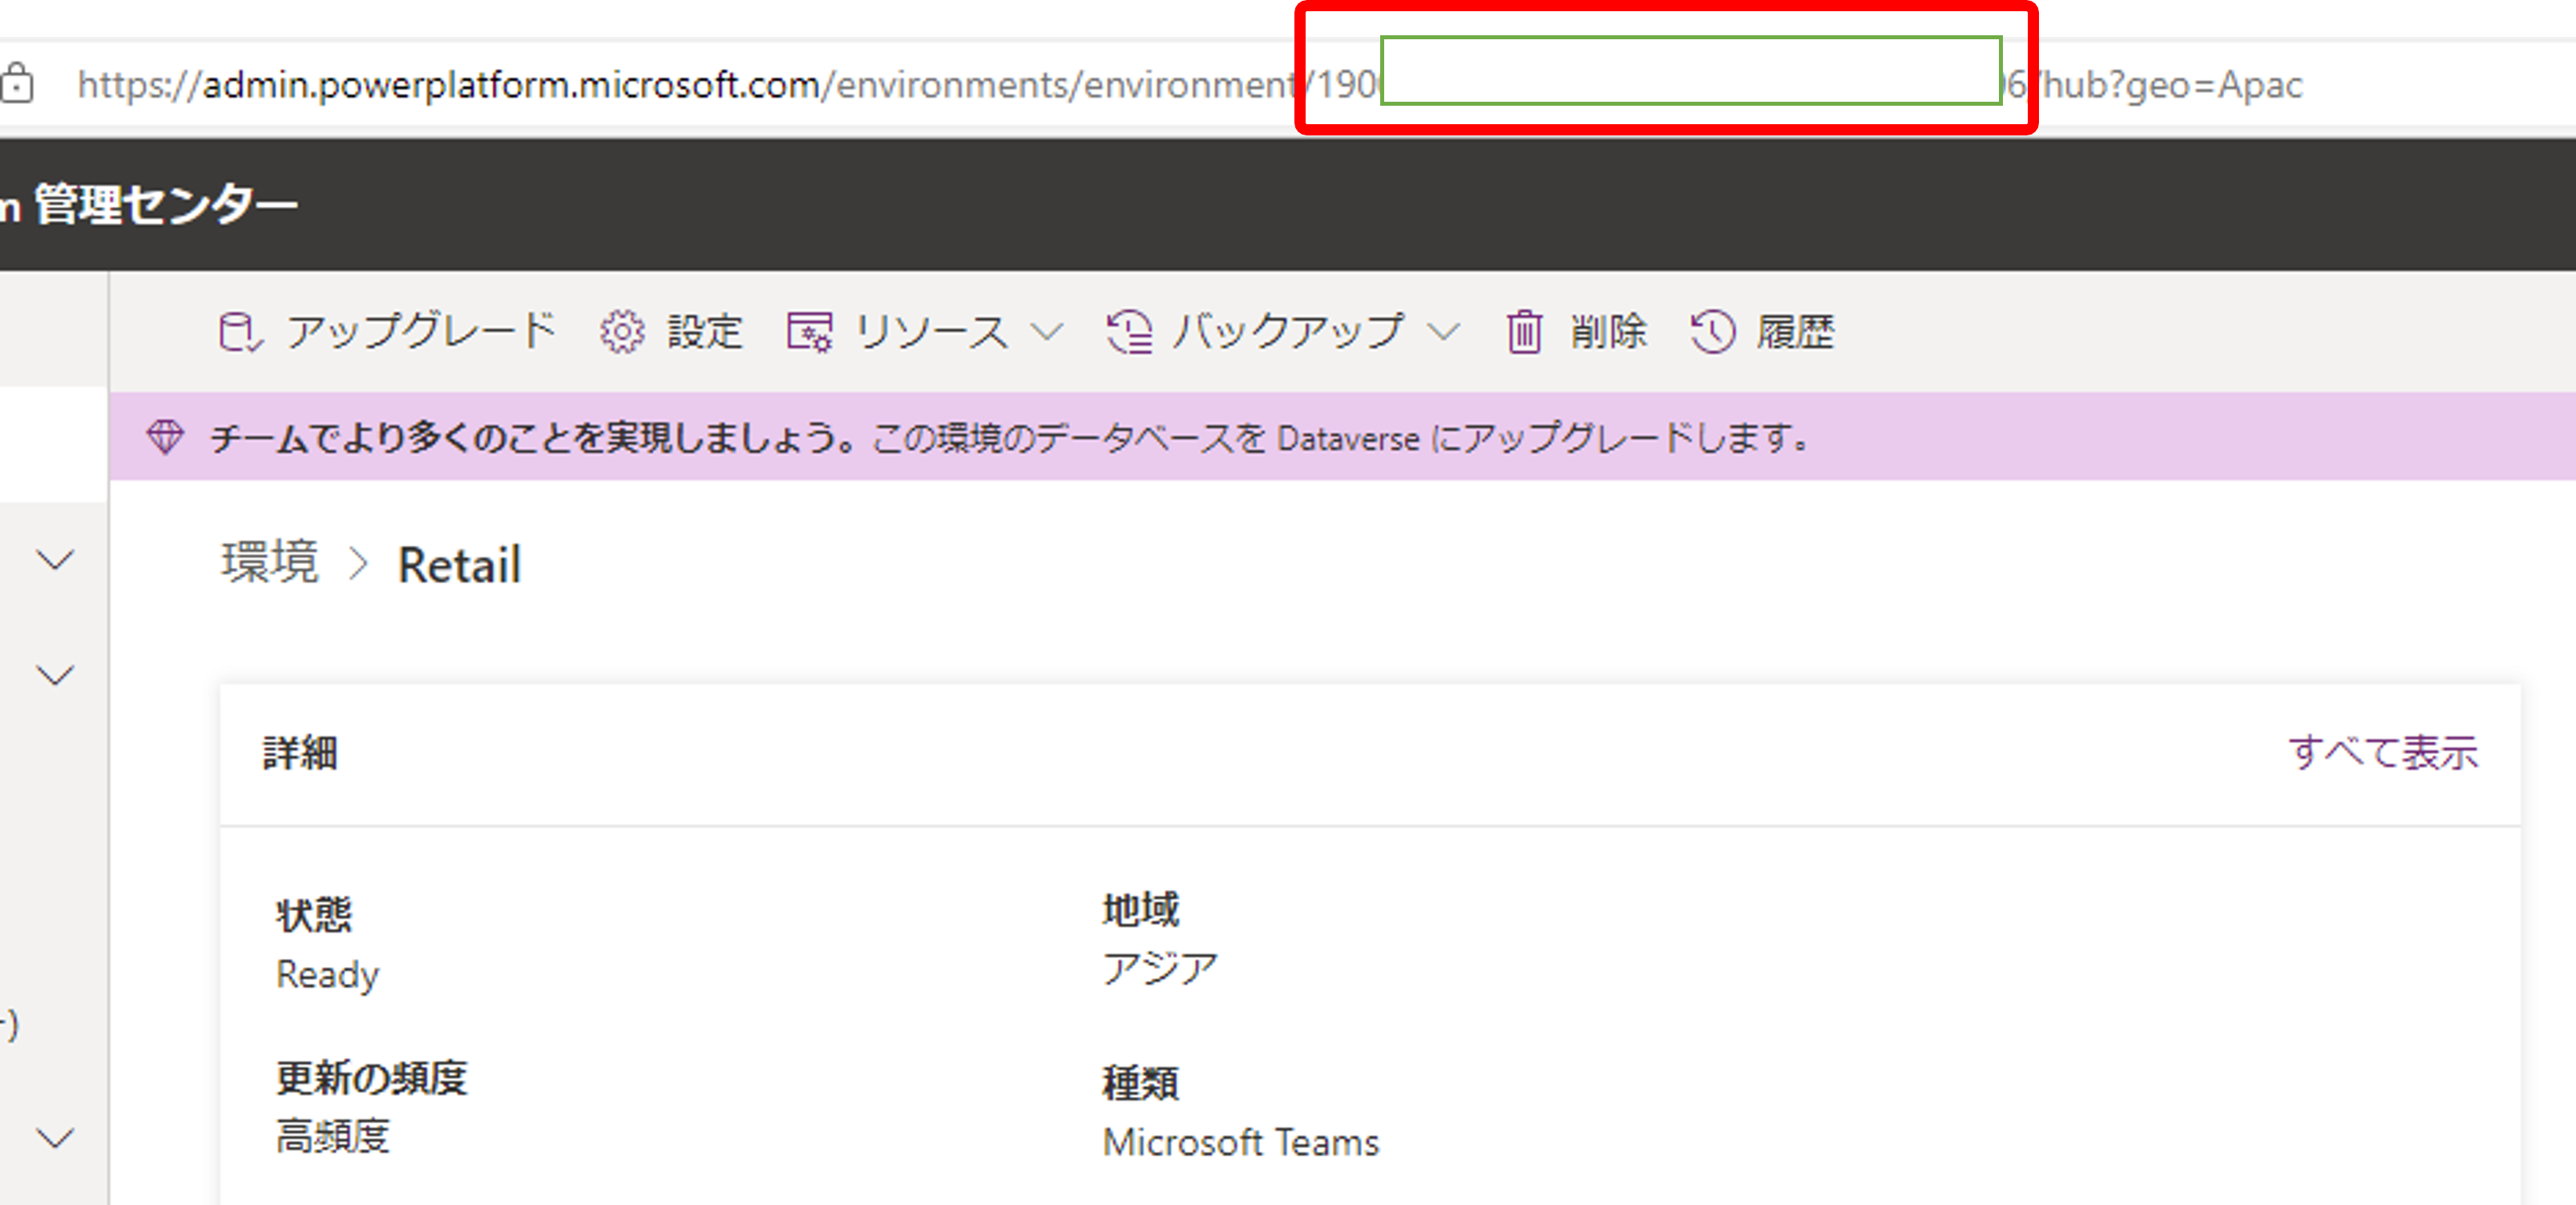 https://admin.powerplatform.microsoft.com/environments/environment/190 6/hub?geo=Apac
m 管理センター
アップグレード 設定 リソース バックアップ 削除 履歴
チームでより多くのことを実現しましょう。この環境のデータベースを Dataverse にアップグレードします。
環境 > Retail
詳細 すべて表示
状態 地域
Ready アジア
更新の頻度 種類
高頻度 Microsoft Teams